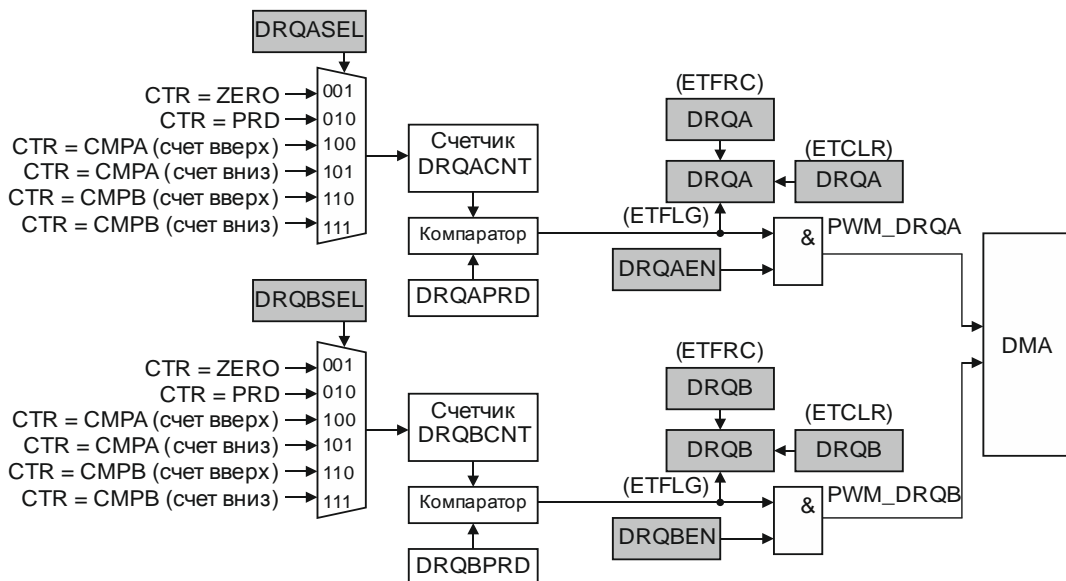 DRQASEL
CTR = ZERO
001
CTR = PRD
010
CTR = CMPA (счет вверх)
100
CTR = CMPA (счет вниз)
101
CTR = CMPB (счет вверх)
110
CTR = CMPB (счет вниз)
111
Счетчик
DRQACNT
Компаратор
DRQAPRD
(ETFRC)
DRQA
(ETCLR)
DRQA
DRQA
(ETFLG)
DRQAEN
&
PWM_DRQA
DMA
DRQBSEL
CTR = ZERO
001
CTR = PRD
010
CTR = CMPA (счет вверх)
100
CTR = CMPA (счет вниз)
101
CTR = CMPB (счет вверх)
110
CTR = CMPB (счет вниз)
111
Счетчик
DRQBCNT
Компаратор
DRQBPRD
(ETFRC)
DRQB
(ETCLR)
DRQB
DRQB
(ETFLG)
DRQBEN
&
PWM_DRQB